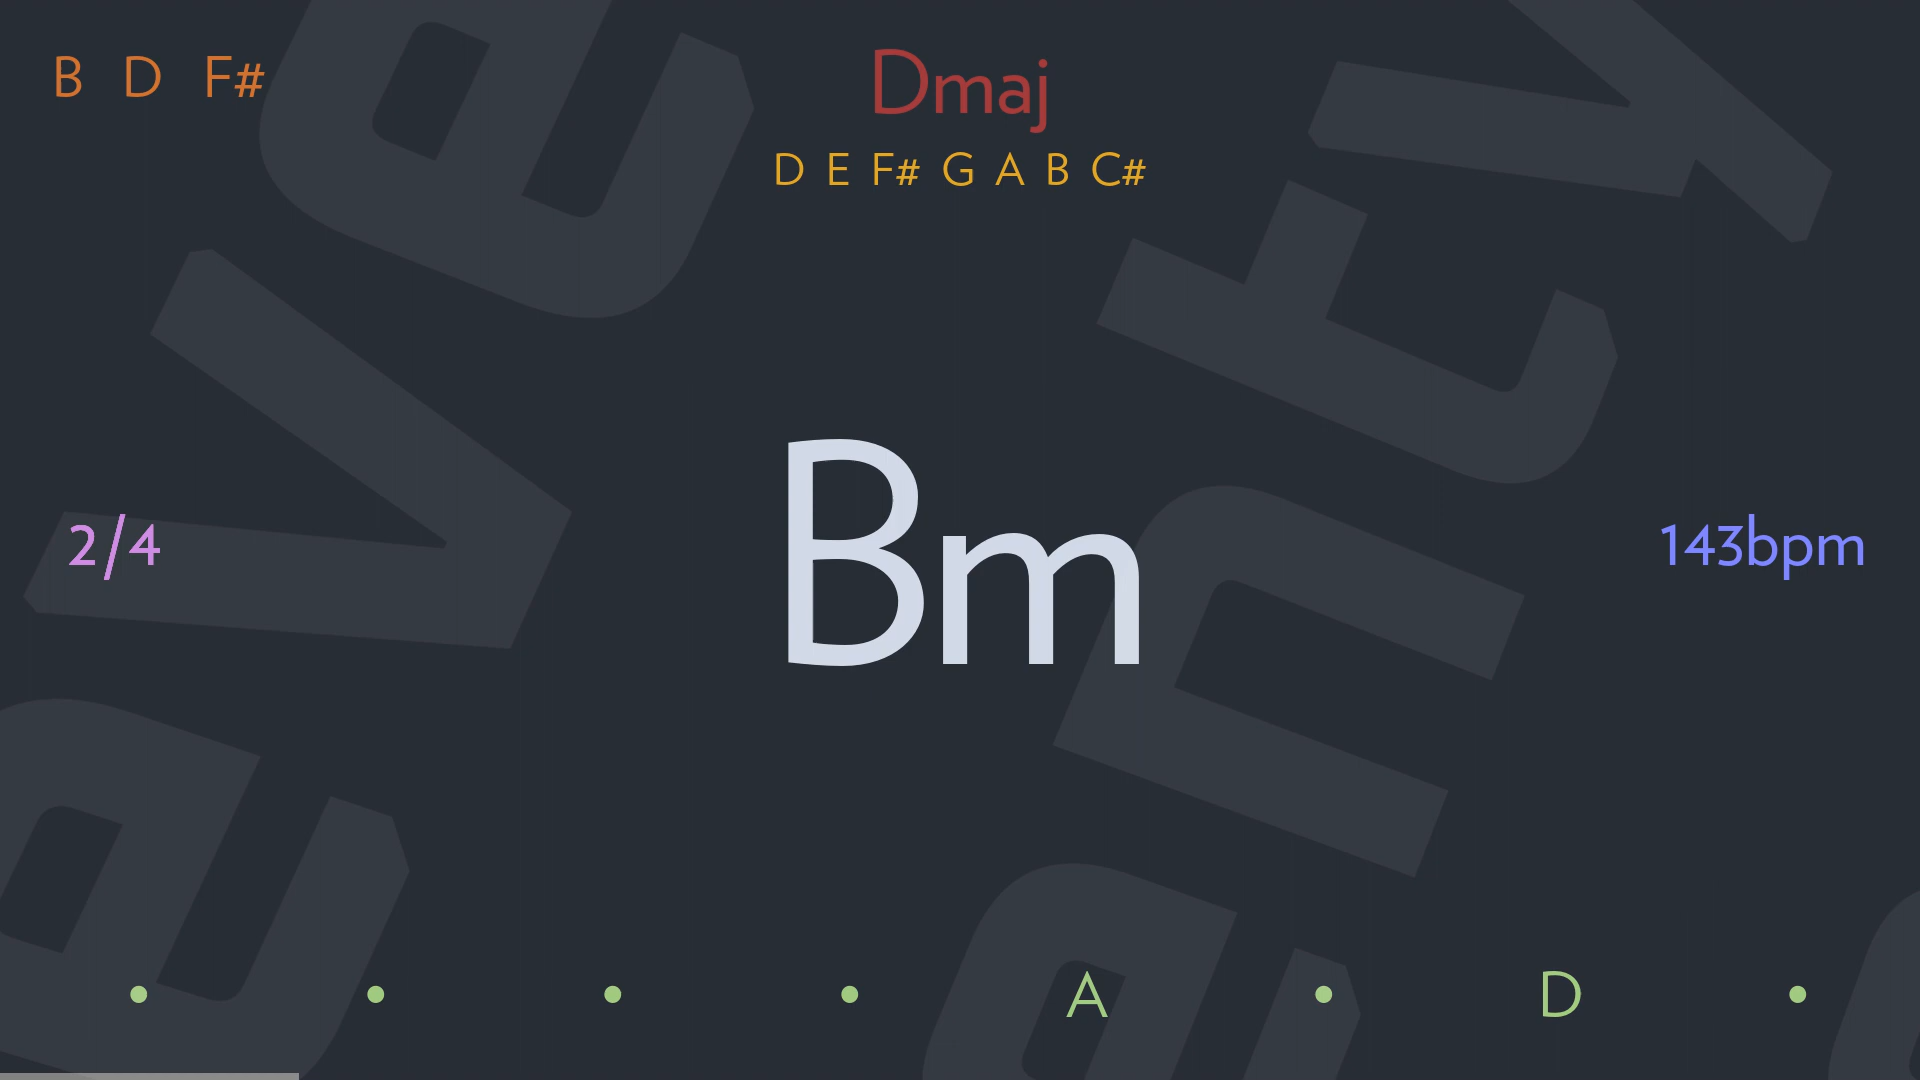 B D F#
Dmaj
D E F# G A B C#
2/4
Bm
143bpm
• • • • A • D •